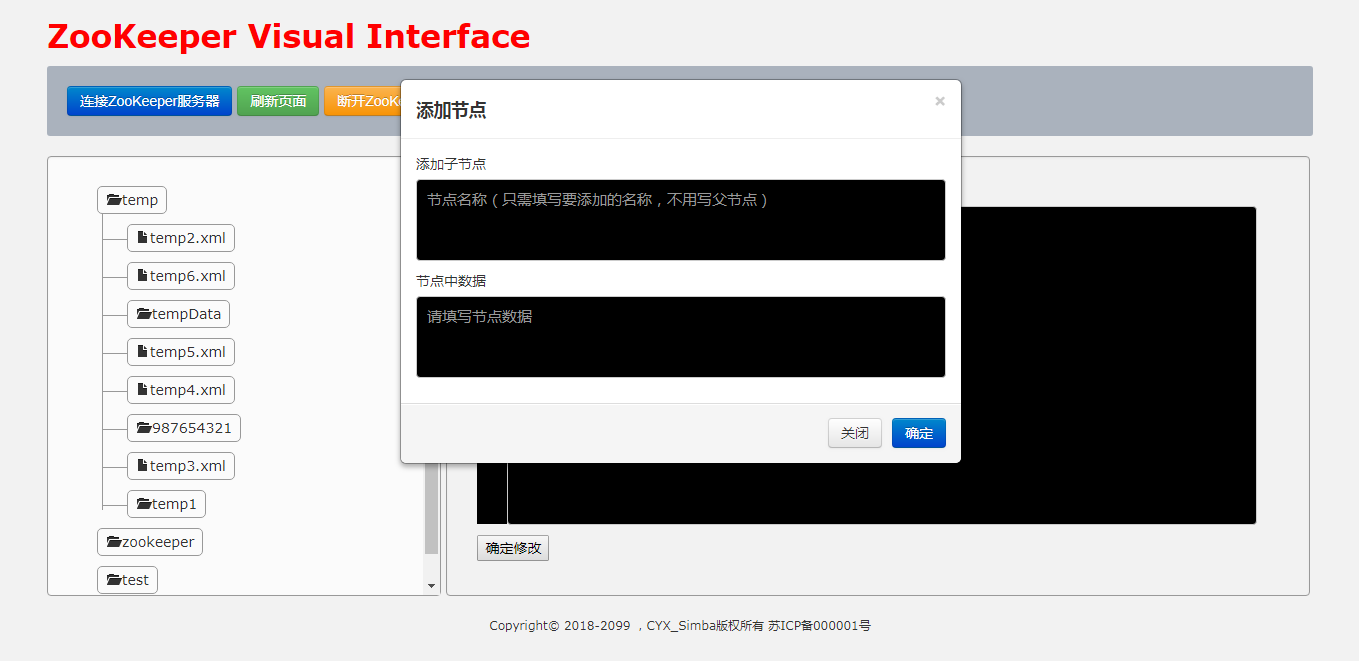 ZooKeeper Visual Interface
连接ZooKeeper服务器
刷新页面
断开ZooK
添加节点
×
添加子节点
节点名称（只需填写要添加的名称，不用写父节点）
节点中数据
请填写节点数据
关闭
确定
temp
temp2.xml
temp6.xml
tempData
temp5.xml
temp4.xml
987654321
temp3.xml
temp1
zookeeper
test
确定修改
Copyright© 2018-2099 ，CYX_Simba版权所有 苏ICP备000001号